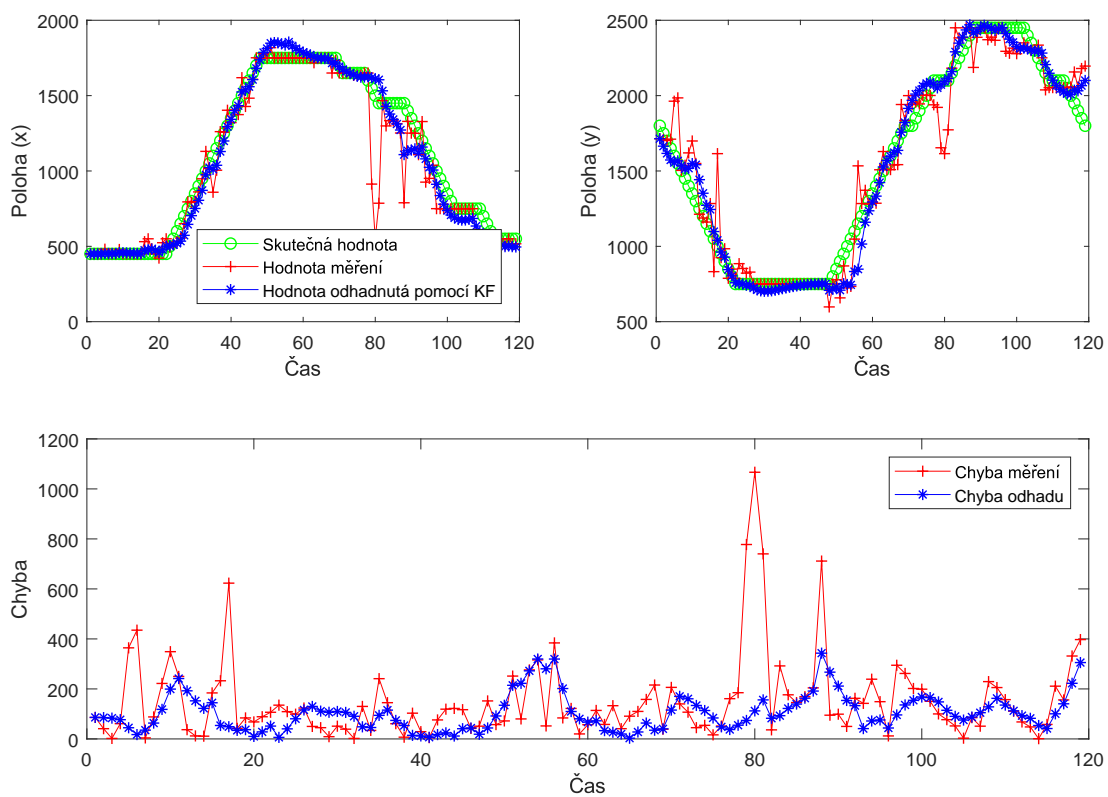 2000
1500
1000
500
0
Poloha (x)
0 20 40 60 80 100 120
Čas
Skutečná hodnota
Hodnota měření
Hodnota odhadnutá pomocí KF
2500
2000
1500
1000
500
Poloha (y)
0 20 40 60 80 100 120
Čas
1200
1000
800
600
400
200
0
Chyba
0 20 40 60 80 100 120
Čas
Chyba měření
Chyba odhadu